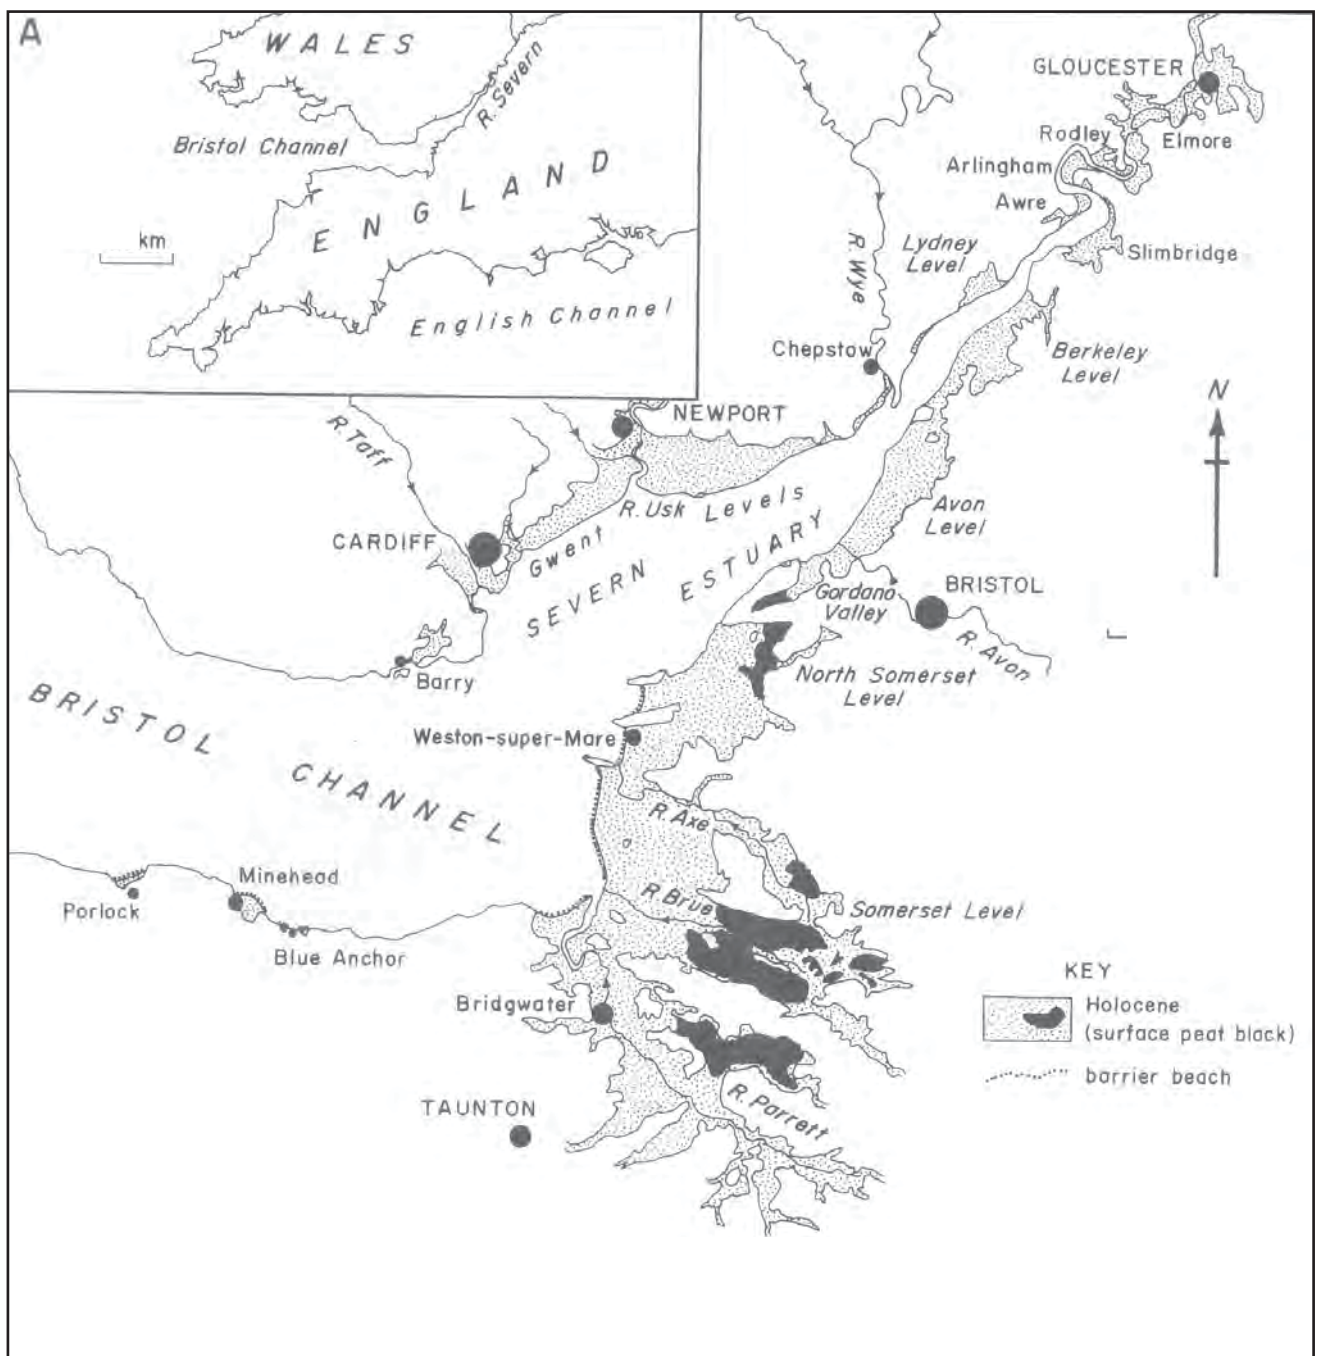 A
WALES
R. Severn
Bristol Channel
ENGLAND
km
English Channel
GLOUCESTER
Rodley
Elmore
Arlingham
Awre
Lydney
Level
Slimbridge
R. Wye
Chepstow
Berkeley
Level
N
NEWPORT
R. Taff
R. Usk
Gwent Levels
Avon
Level
CARDIFF
SEVERN ESTUARY
Gordano
Valley
BRISTOL
R. Avon
Barry
North Somerset
Level
BRISTOL CHANNEL
Weston-super-Mare
R. Axe
Minehead
Porlock
R. Brue
Somerset Level
Blue Anchor
KEY
Bridgwater
Holocene
(surface peat black)
barrier beach
TAUNTON
R. Parrett